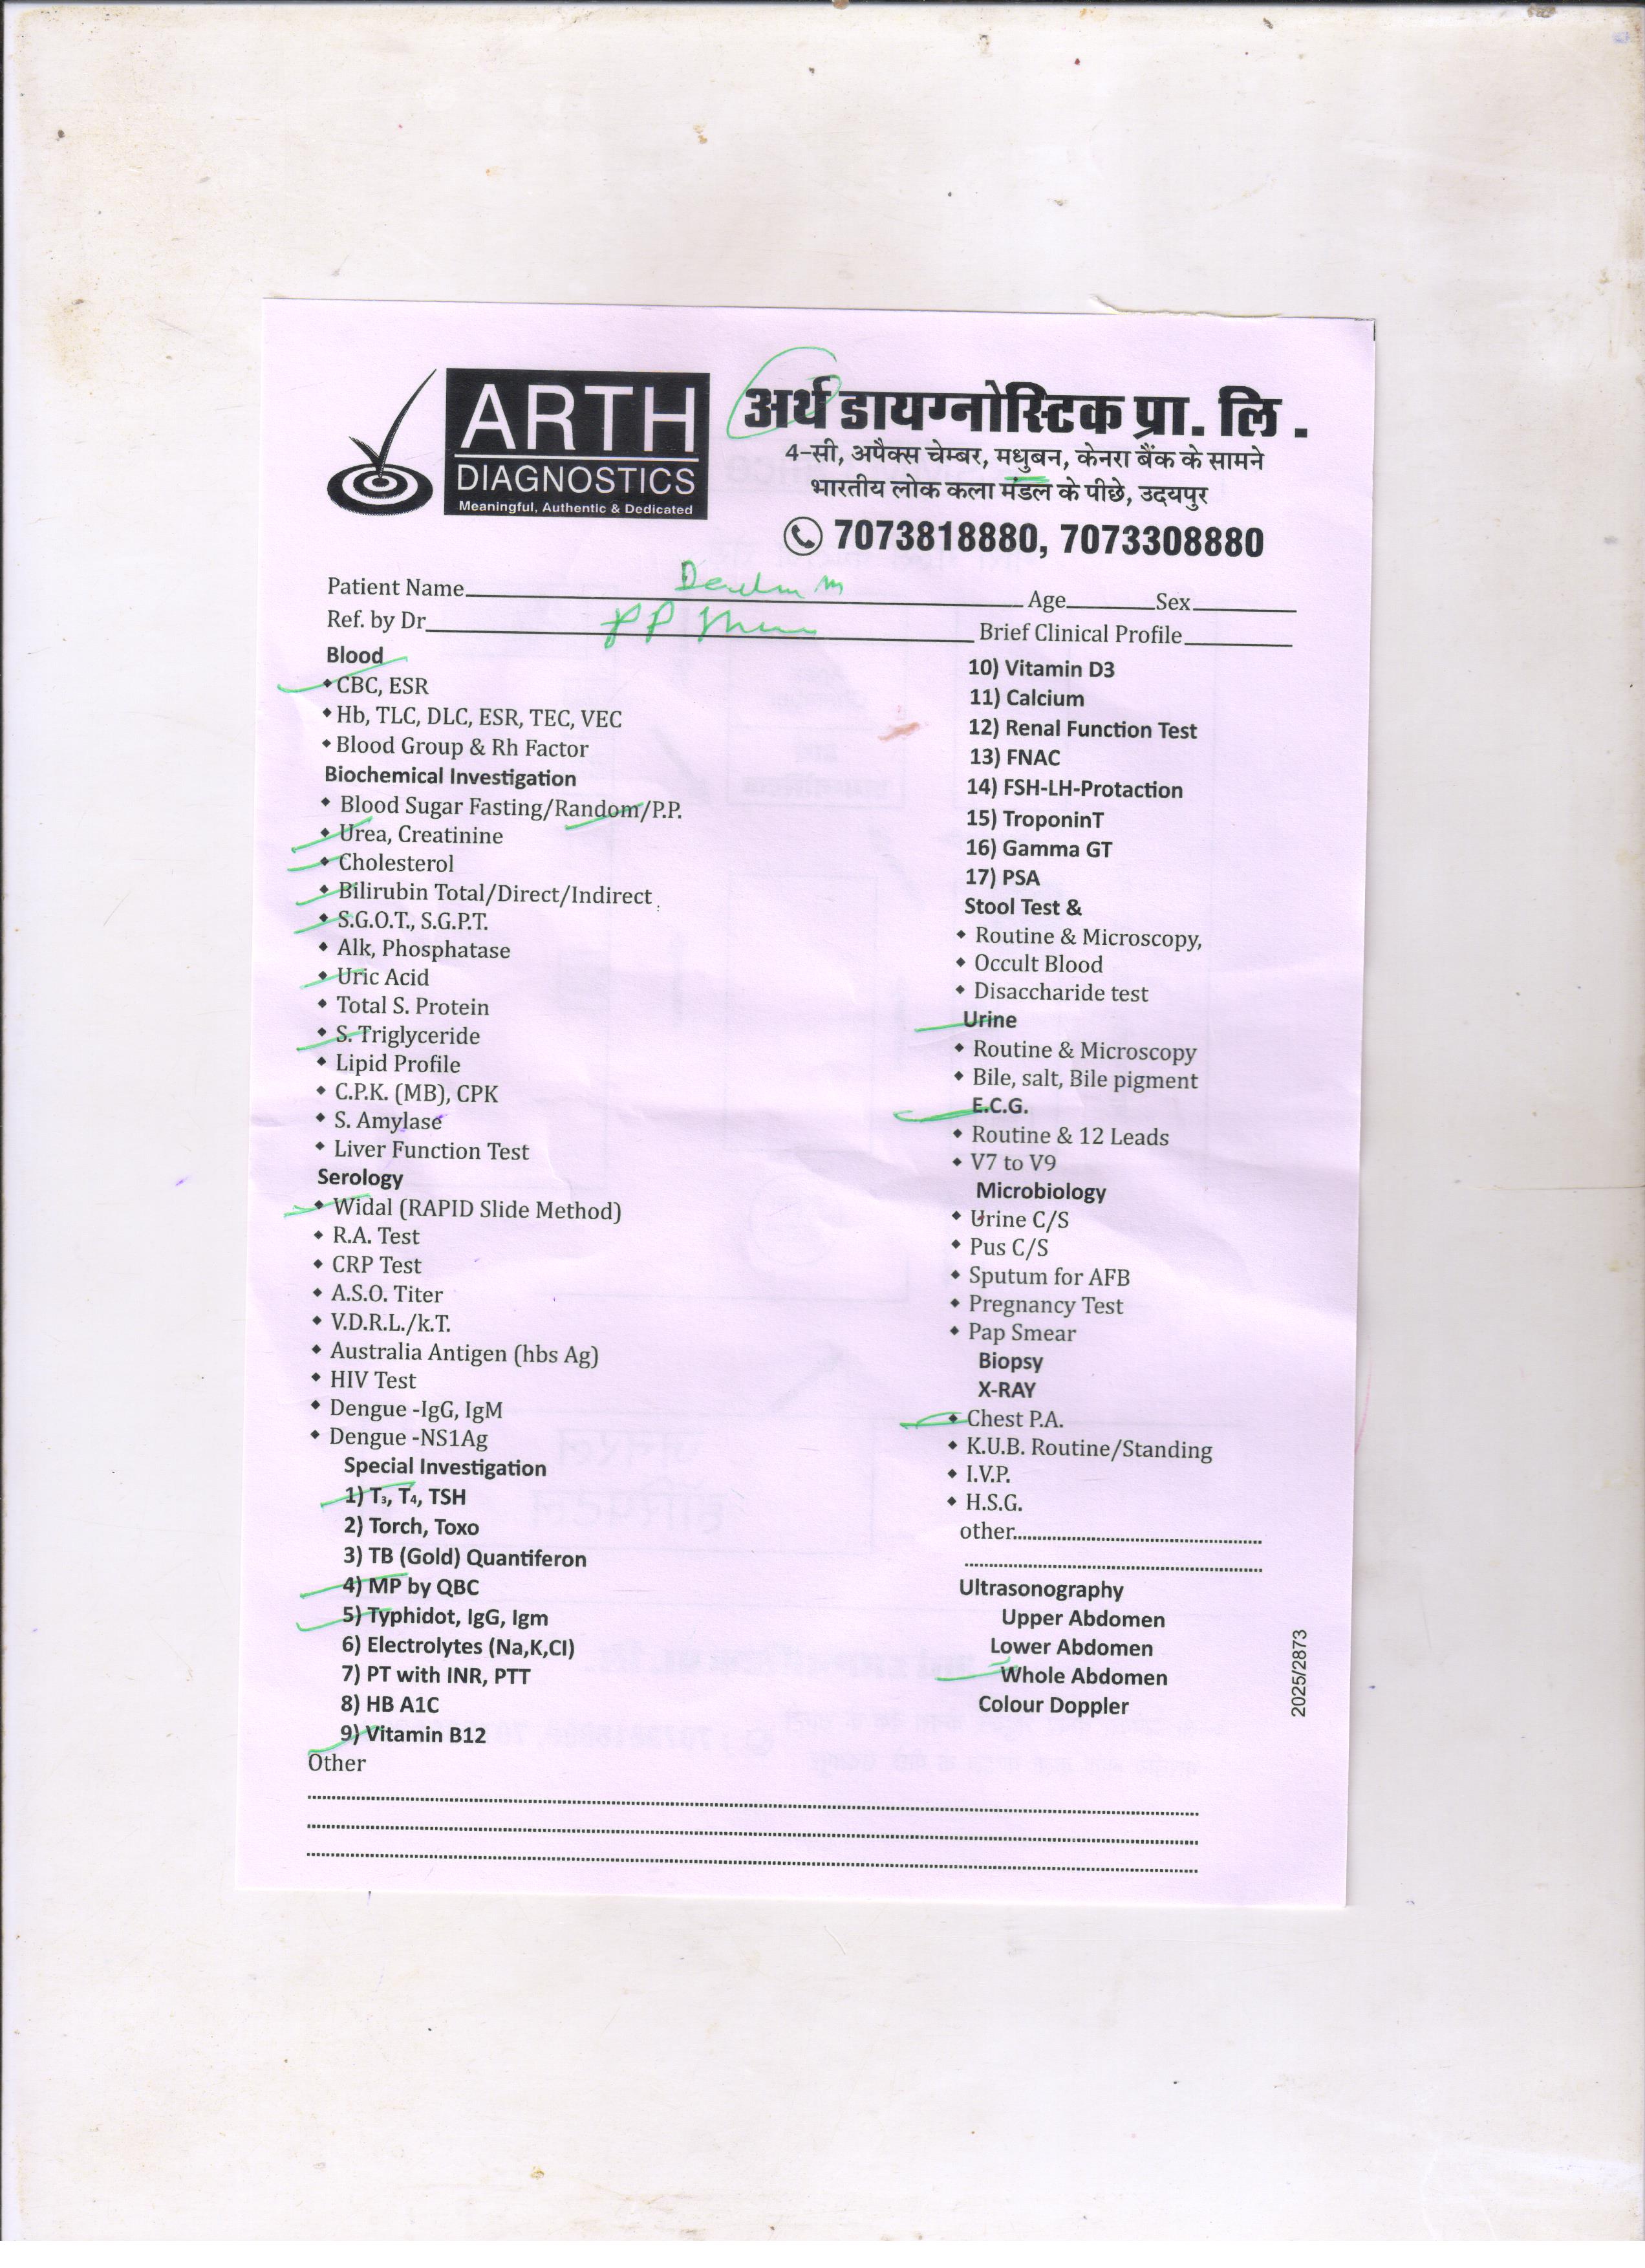 ARTH
DIAGNOSTICS
Meaningful, Authentic & Dedicated
अर्थ डायग्नोस्टिक प्रा. लि .
4-सी, अपैक्स चेम्बर, मधुबन, केनरा बैंक के सामने
भारतीय लोक कला मंडल के पीछे, उदयपुर
7073818880, 7073308880
Patient Name Age Sex
Ref. by Dr PP Brief Clinical Profile
Blood
CBC, ESR
Hb, TLC, DLC, ESR, TEC, VEC
Blood Group & Rh Factor
Biochemical Investigation
Blood Sugar Fasting/Random/P.P.
Urea, Creatinine
Cholesterol
Bilirubin Total/Direct/Indirect
S.G.O.T., S.G.P.T.
Alk, Phosphatase
Uric Acid
Total S. Protein
S. Triglyceride
Lipid Profile
C.P.K. (MB), CPK
S. Amylase
Liver Function Test
Serology
Widal (RAPID Slide Method)
R.A. Test
CRP Test
A.S.O. Titer
V.D.R.L./k.T.
Australia Antigen (hbs Ag)
HIV Test
Dengue -IgG, IgM
Dengue -NS1Ag
Special Investigation
1) T₃, T₄, TSH
2) Torch, Toxo
3) TB (Gold) Quantiferon
4) MP by QBC
5) Typhidot, IgG, Igm
6) Electrolytes (Na,K,Cl)
7) PT with INR, PTT
8) HB A1C
9) Vitamin B12
Other
10) Vitamin D3
11) Calcium
12) Renal Function Test
13) FNAC
14) FSH-LH-Protaction
15) TroponinT
16) Gamma GT
17) PSA
Stool Test &
Routine & Microscopy,
Occult Blood
Disaccharide test
Urine
Routine & Microscopy
Bile, salt, Bile pigment
E.C.G.
Routine & 12 Leads
V7 to V9
Microbiology
Urine C/S
Pus C/S
Sputum for AFB
Pregnancy Test
Pap Smear
Biopsy
X-RAY
Chest P.A.
K.U.B. Routine/Standing
I.V.P.
H.S.G.
other
Ultrasonography
Upper Abdomen
Lower Abdomen
Whole Abdomen
Colour Doppler
2025/2873